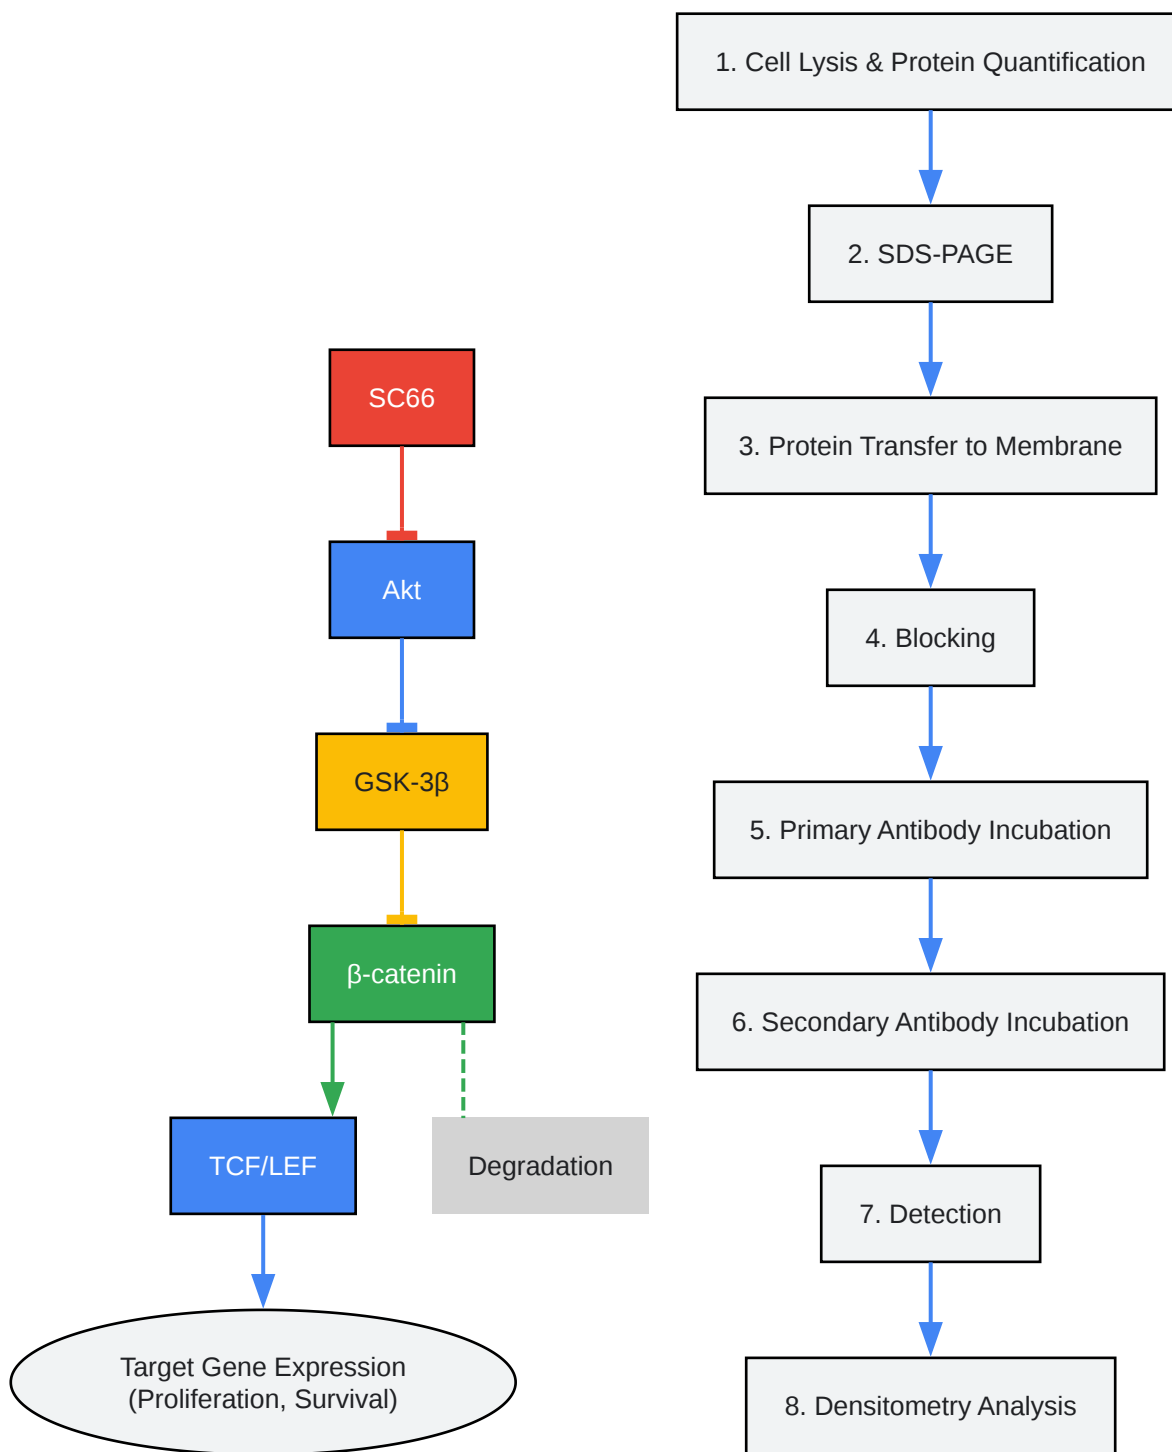 SC66
Akt
GSK-3β
β-catenin
TCF/LEF
Degradation
Target Gene Expression
(Proliferation, Survival)
1. Cell Lysis & Protein Quantification
2. SDS-PAGE
3. Protein Transfer to Membrane
4. Blocking
5. Primary Antibody Incubation
6. Secondary Antibody Incubation
7. Detection
8. Densitometry Analysis